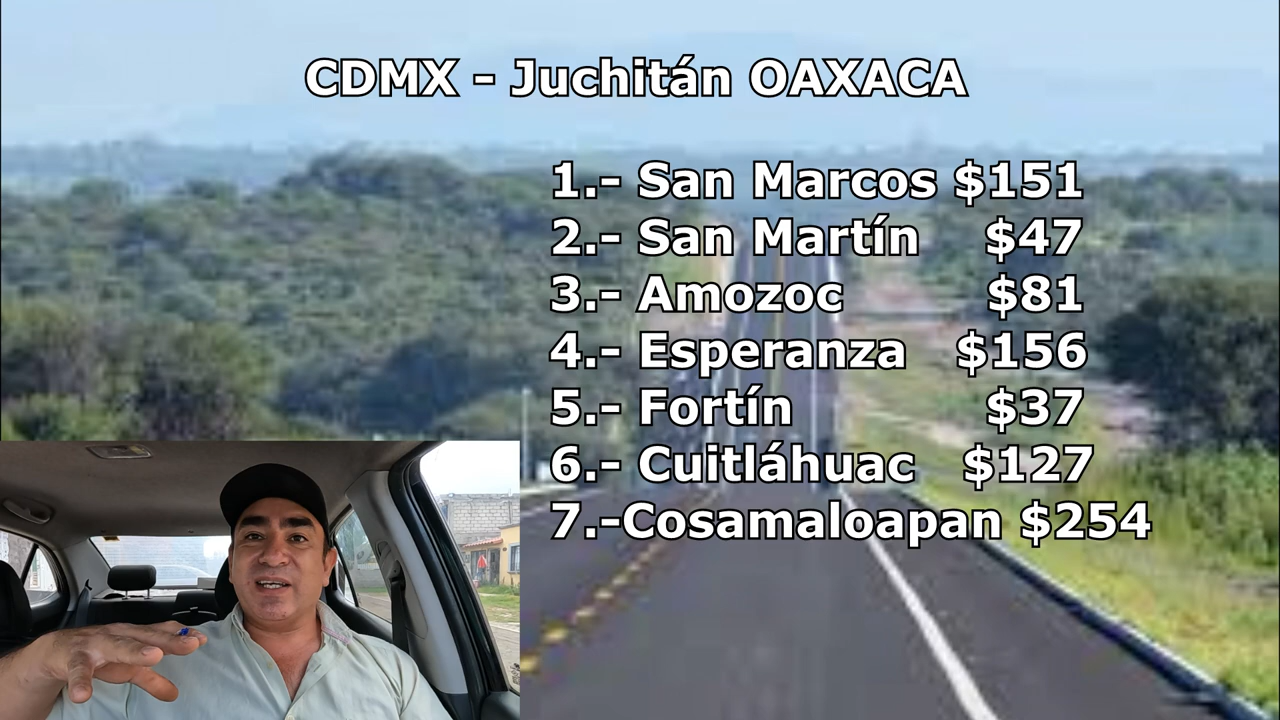 CDMX - Juchitán OAXACA
1.- San Marcos $151
2.- San Martín $47
3.- Amozoc $81
4.- Esperanza $156
5.- Fortín $37
6.- Cuitláhuac $127
7.-Cosamaloapan $254